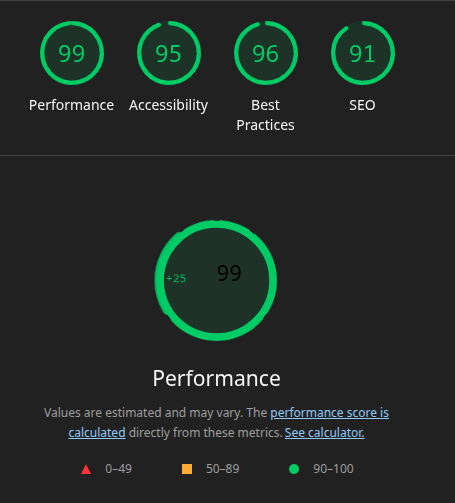 99 95 96 91
Performance Accessibility Best Practices SEO
+25 99
Performance
Values are estimated and may vary. The performance score is
calculated directly from these metrics. See calculator.
0–49 50–89 90–100